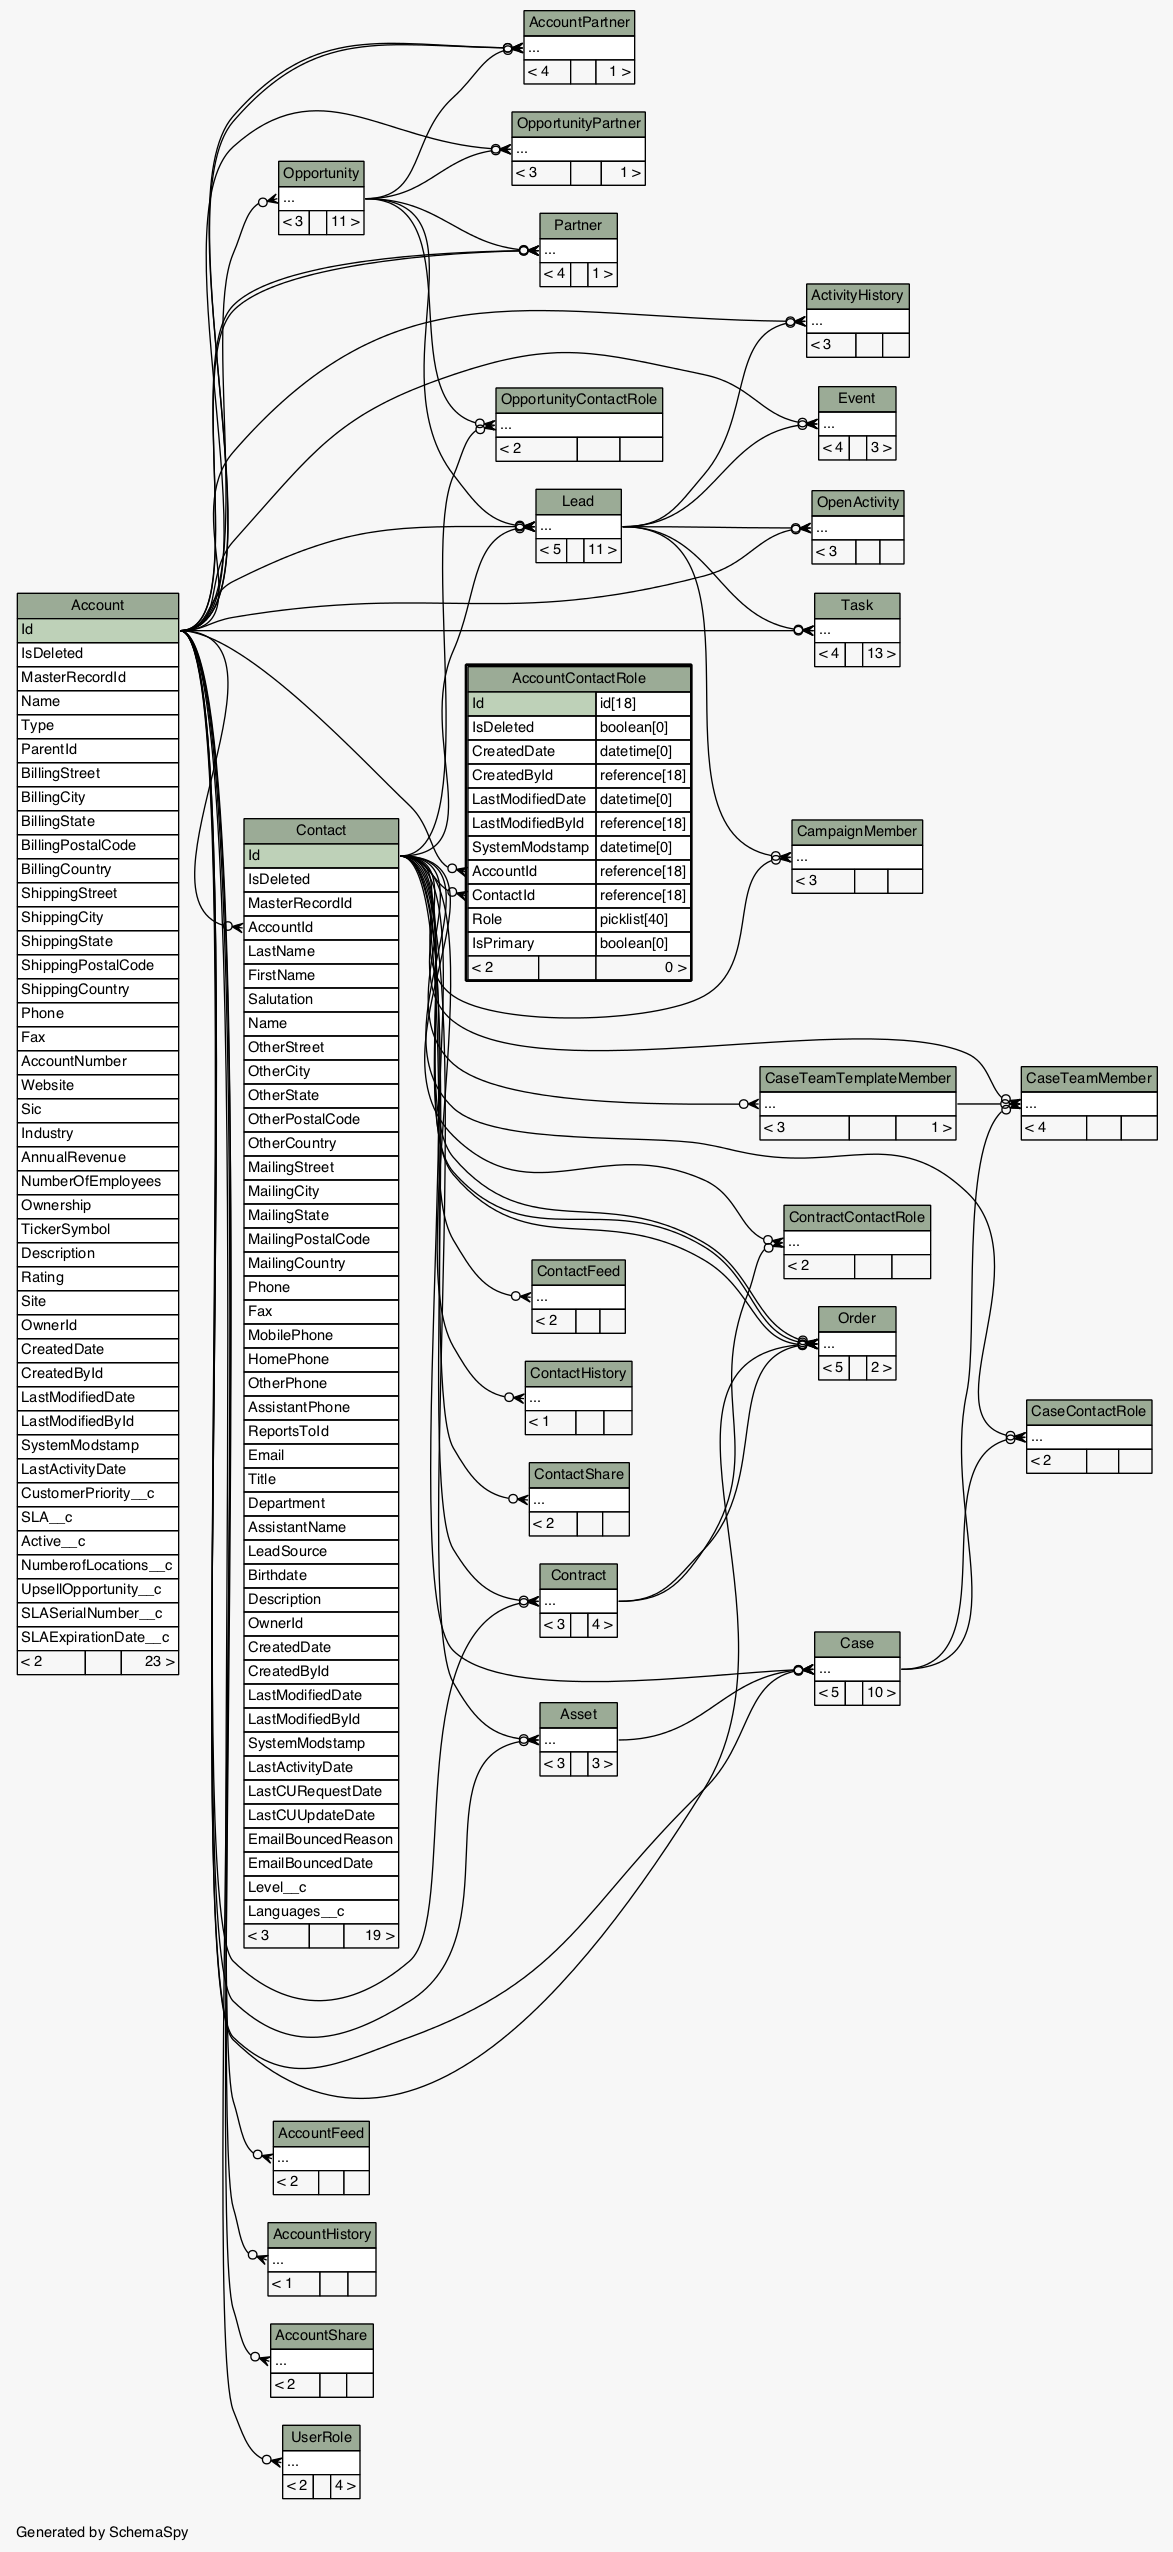 AccountPartner
...
< 4 1 >
OpportunityPartner
...
< 3 1 >
Opportunity
...
< 3 11 >
Partner
...
< 4 1 >
ActivityHistory
...
< 3
OpportunityContactRole
...
< 2
Event
...
< 4 3 >
Lead
...
< 5 11 >
OpenActivity
...
< 3
Task
...
< 4 13 >
Account
Id
IsDeleted
MasterRecordId
Name
Type
ParentId
BillingStreet
BillingCity
BillingState
BillingPostalCode
BillingCountry
ShippingStreet
ShippingCity
ShippingState
ShippingPostalCode
ShippingCountry
Phone
Fax
AccountNumber
Website
Sic
Industry
AnnualRevenue
NumberOfEmployees
Ownership
TickerSymbol
Description
Rating
Site
OwnerId
CreatedDate
CreatedById
LastModifiedDate
LastModifiedById
SystemModstamp
LastActivityDate
CustomerPriority__c
SLA__c
Active__c
NumberofLocations__c
UpsellOpportunity__c
SLASerialNumber__c
SLAExpirationDate__c
< 2 23 >
AccountContactRole
Id id[18]
IsDeleted boolean[0]
CreatedDate datetime[0]
CreatedById reference[18]
LastModifiedDate datetime[0]
LastModifiedById reference[18]
SystemModstamp datetime[0]
AccountId reference[18]
ContactId reference[18]
Role picklist[40]
IsPrimary boolean[0]
< 2 0 >
Contact
Id
IsDeleted
MasterRecordId
AccountId
LastName
FirstName
Salutation
Name
OtherStreet
OtherCity
OtherState
OtherPostalCode
OtherCountry
MailingStreet
MailingCity
MailingState
MailingPostalCode
MailingCountry
Phone
Fax
MobilePhone
HomePhone
OtherPhone
AssistantPhone
ReportsToId
Email
Title
Department
AssistantName
LeadSource
Birthdate
Description
OwnerId
CreatedDate
CreatedById
LastModifiedDate
LastModifiedById
SystemModstamp
LastActivityDate
LastCURequestDate
LastCUUpdateDate
EmailBouncedReason
EmailBouncedDate
Level__c
Languages__c
< 3 19 >
CampaignMember
...
< 3
CaseTeamTemplateMember
...
< 3 1 >
CaseTeamMember
...
< 4
ContractContactRole
...
< 2
ContactFeed
...
< 2
Order
...
< 5 2 >
ContactHistory
...
< 1
CaseContactRole
...
< 2
ContactShare
...
< 2
Contract
...
< 3 4 >
Case
...
< 5 10 >
Asset
...
< 3 3 >
AccountFeed
...
< 2
AccountHistory
...
< 1
AccountShare
...
< 2
UserRole
...
< 2 4 >
Generated by SchemaSpy